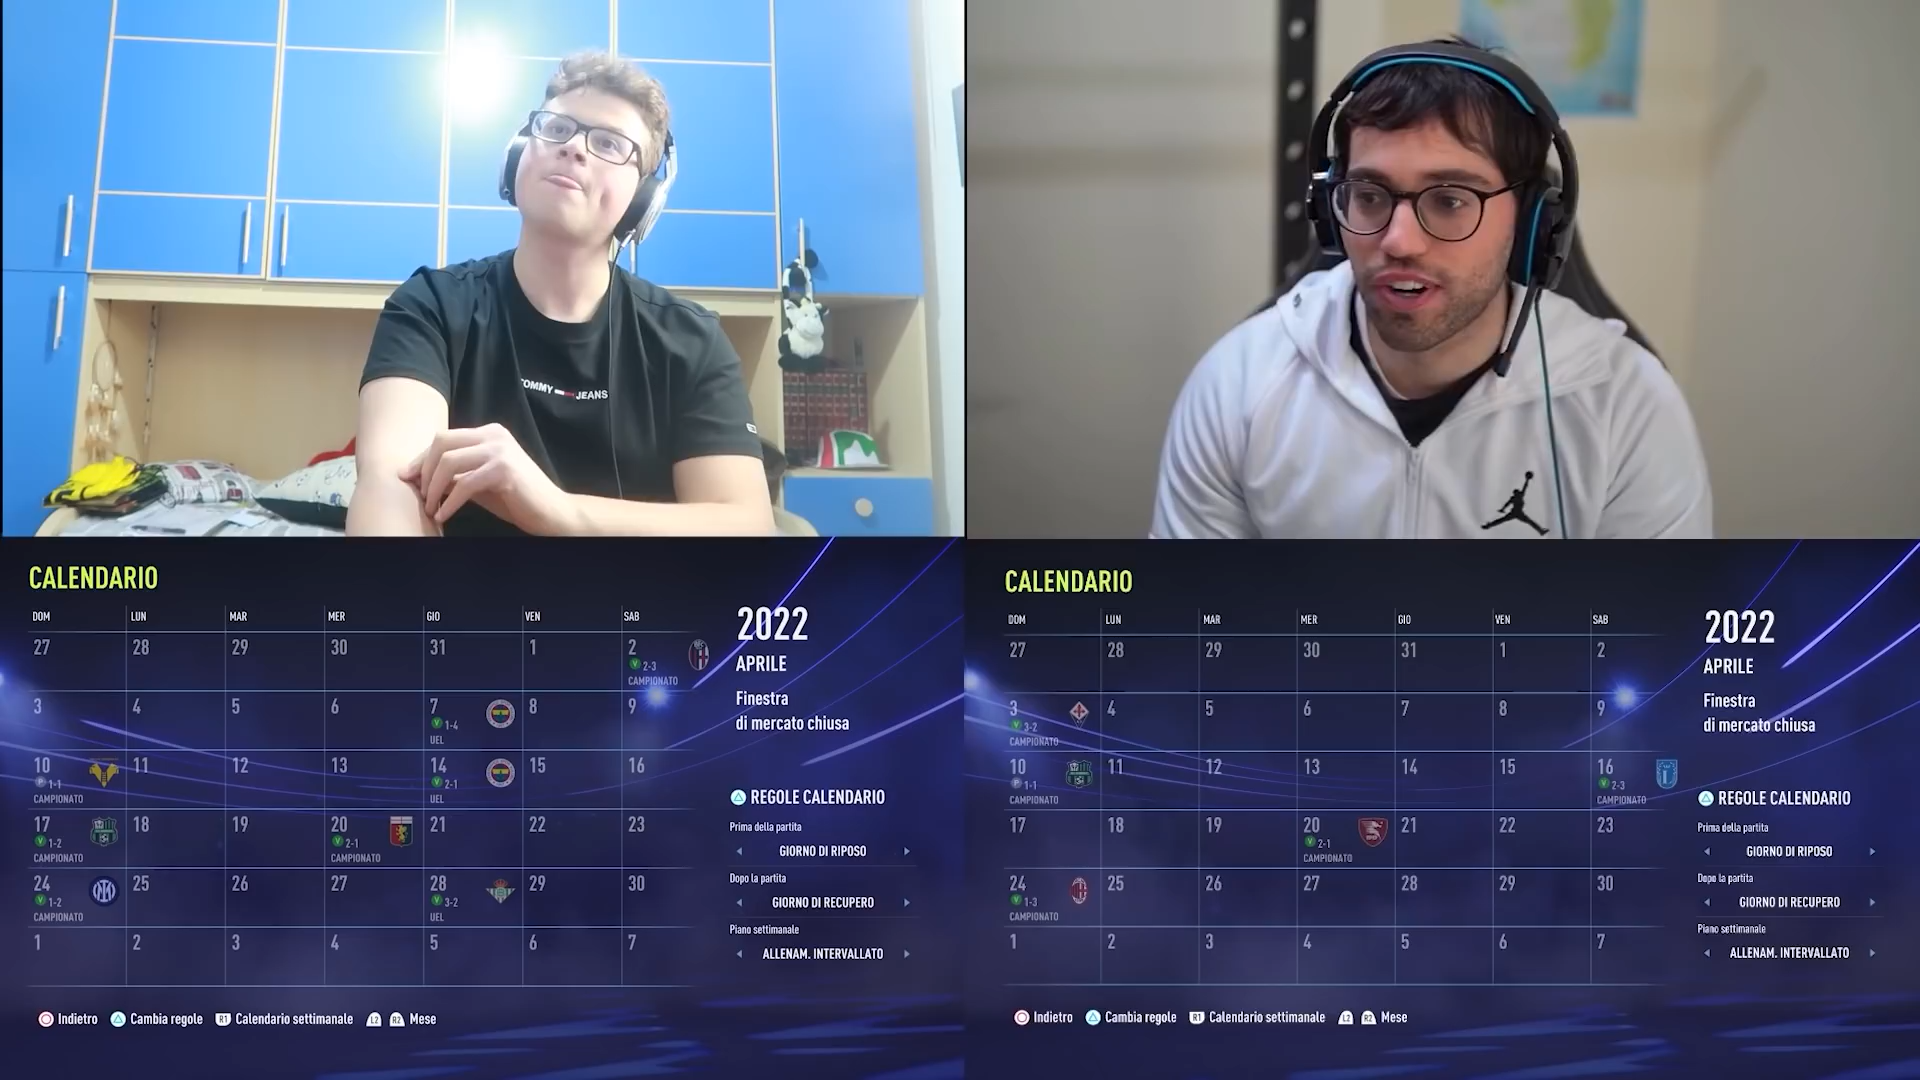 TOMMY JEANS
CALENDARIO
DOM LUN MAR MER GIO VEN SAB
27 28 29 30 31 1 2
V 2-3
CAMPIONATO
3 4 5 6 7 8 9
V 1-4
UEL
10 11 12 13 14 15 16
P 1-1 V 2-1
CAMPIONATO UEL
17 18 19 20 21 22 23
V 1-2 V 2-1
CAMPIONATO CAMPIONATO
24 25 26 27 28 29 30
V 1-2 V 3-2
CAMPIONATO UEL
1 2 3 4 5 6 7
2022
APRILE
Finestra
di mercato chiusa
REGOLE CALENDARIO
Prima della partita
GIORNO DI RIPOSO
Dopo la partita
GIORNO DI RECUPERO
Piano settimanale
ALLENAM. INTERVALLATO
Indietro Cambia regole R1 Calendario settimanale L2 R2 Mese
CALENDARIO
DOM LUN MAR MER GIO VEN SAB
27 28 29 30 31 1 2
3 4 5 6 7 8 9
V 3-2
CAMPIONATO
10 11 12 13 14 15 16
P 1-1 V 2-3
CAMPIONATO CAMPIONATO
17 18 19 20 21 22 23
V 2-1
CAMPIONATO
24 25 26 27 28 29 30
V 1-3
CAMPIONATO
1 2 3 4 5 6 7
2022
APRILE
Finestra
di mercato chiusa
REGOLE CALENDARIO
Prima della partita
GIORNO DI RIPOSO
Dopo la partita
GIORNO DI RECUPERO
Piano settimanale
ALLENAM. INTERVALLATO
Indietro Cambia regole R1 Calendario settimanale L2 R2 Mese